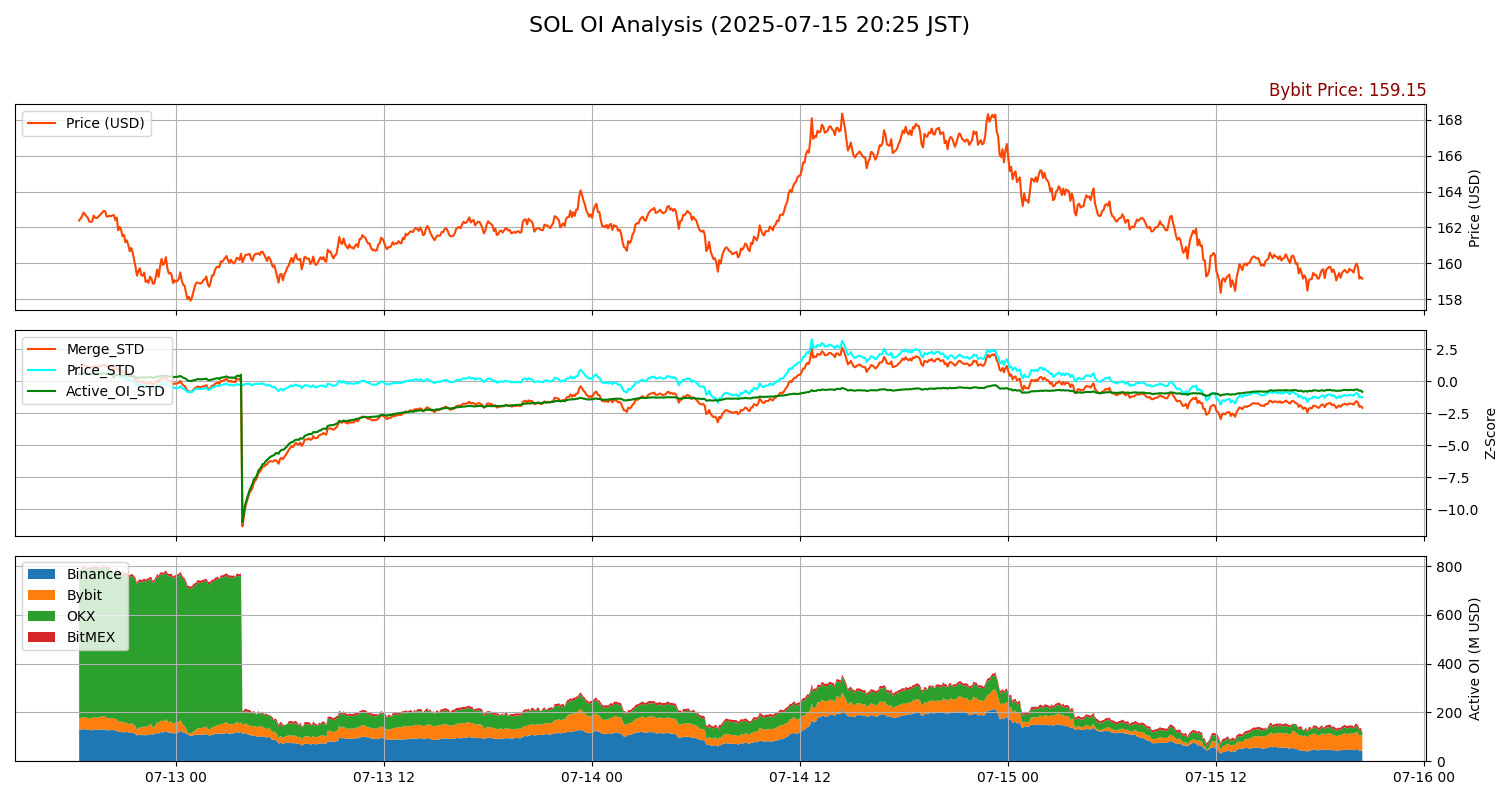 SOL OI Analysis (2025-07-15 20:25 JST)
Bybit Price: 159.15
Price (USD)
168
166
164
162
160
158
Price (USD)
Merge_STD
Price_STD
Active_OI_STD
2.5
0.0
−2.5
−5.0
−7.5
−10.0
Z-Score
Binance
Bybit
OKX
BitMEX
800
600
400
200
0
Active OI (M USD)
07-13 00
07-13 12
07-14 00
07-14 12
07-15 00
07-15 12
07-16 00